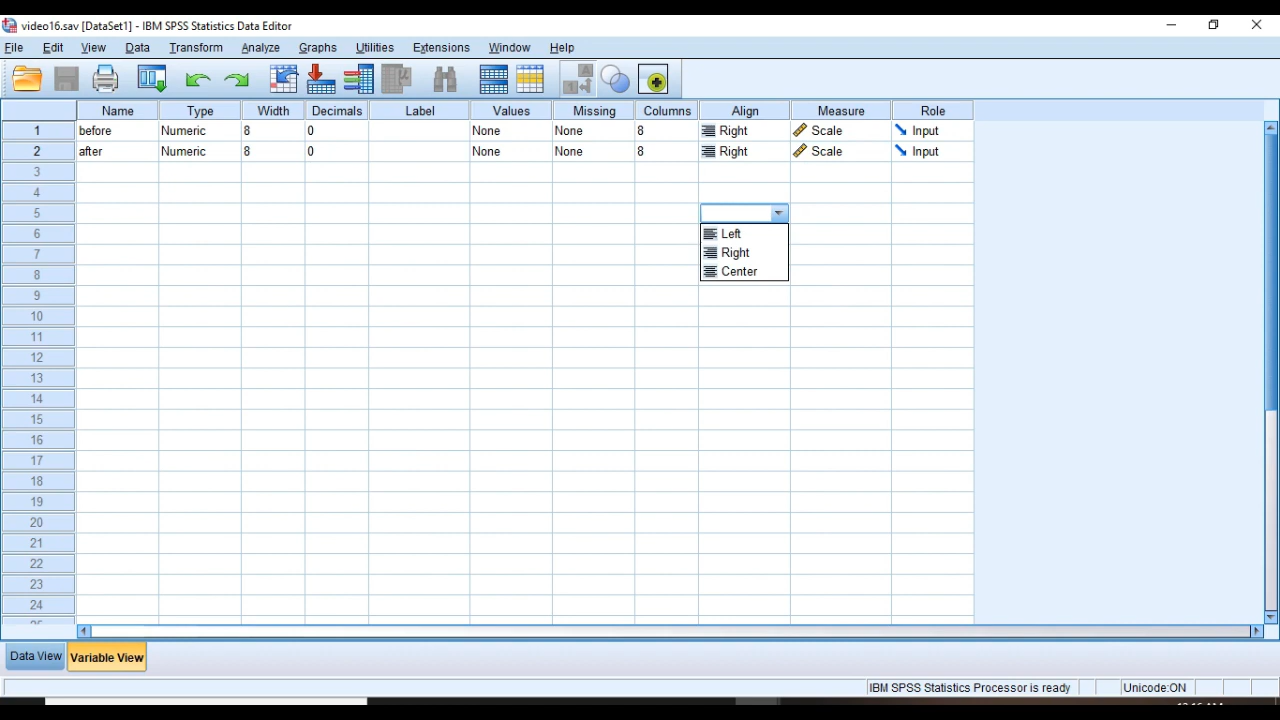 video16.sav [DataSet1] - IBM SPSS Statistics Data Editor
File Edit View Data Transform Analyze Graphs Utilities Extensions Window Help
Name Type Width Decimals Label Values Missing Columns Align Measure Role
1 before Numeric 8 0 None None 8 Right Scale Input
2 after Numeric 8 0 None None 8 Right Scale Input
3
4
5
6 Left
7 Right
8 Center
9
10
11
12
13
14
15
16
17
18
19
20
21
22
23
24
Data View Variable View
IBM SPSS Statistics Processor is ready Unicode:ON